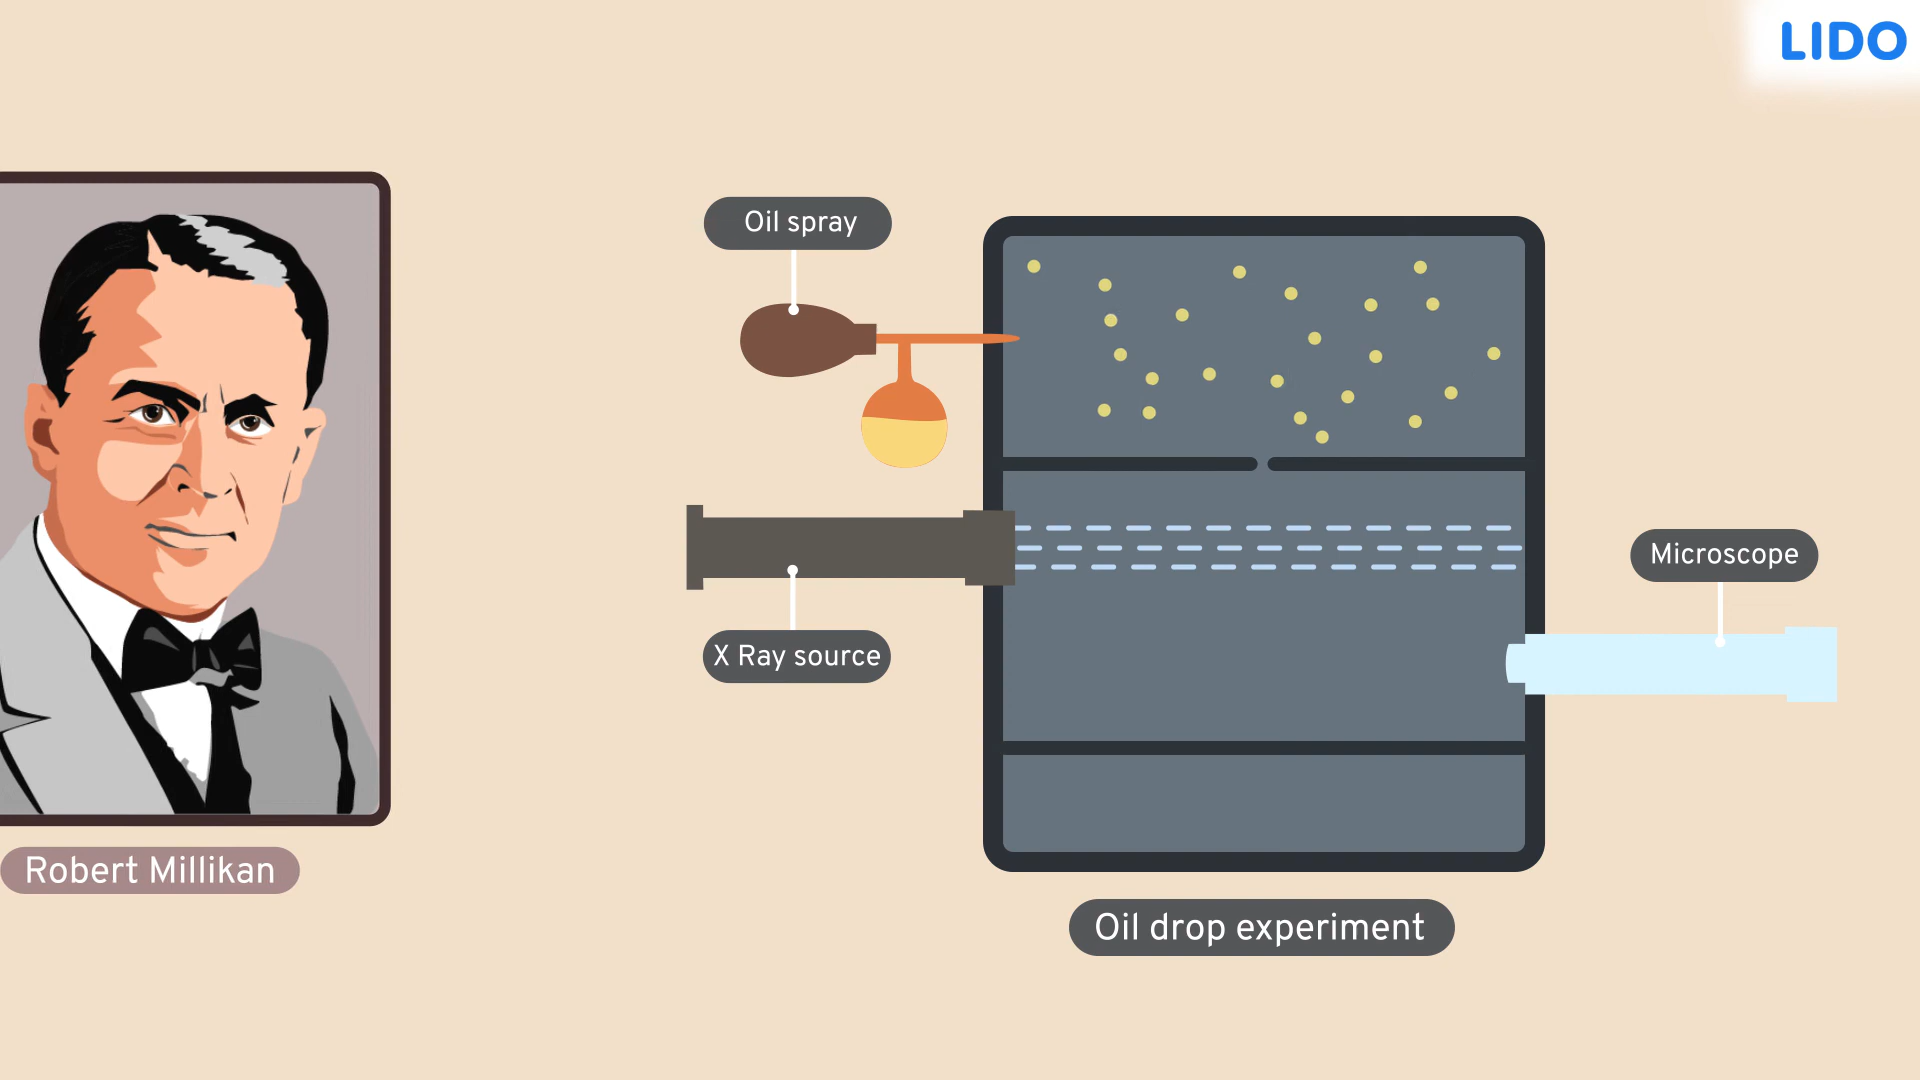 LIDO
Oil spray
X Ray source
Microscope
Robert Millikan
Oil drop experiment